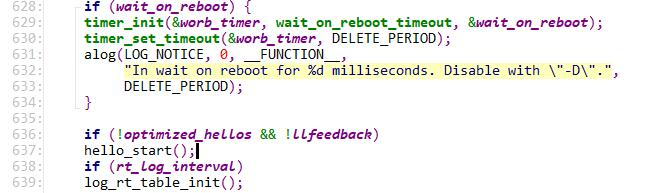 628: if (wait_on_reboot) {
629: timer_init(&worb_timer, wait_on_reboot_timeout, &wait_on_reboot);
630: timer_set_timeout(&worb_timer, DELETE_PERIOD);
631: alog(LOG_NOTICE, 0, __FUNCTION__,
632: "In wait on reboot for %d milliseconds. Disable with \"-D\".",
633: DELETE_PERIOD);
634: }
635:
636: if (!optimized_hellos && !llfeedback)
637: hello_start();
638: if (rt_log_interval)
639: log_rt_table_init();